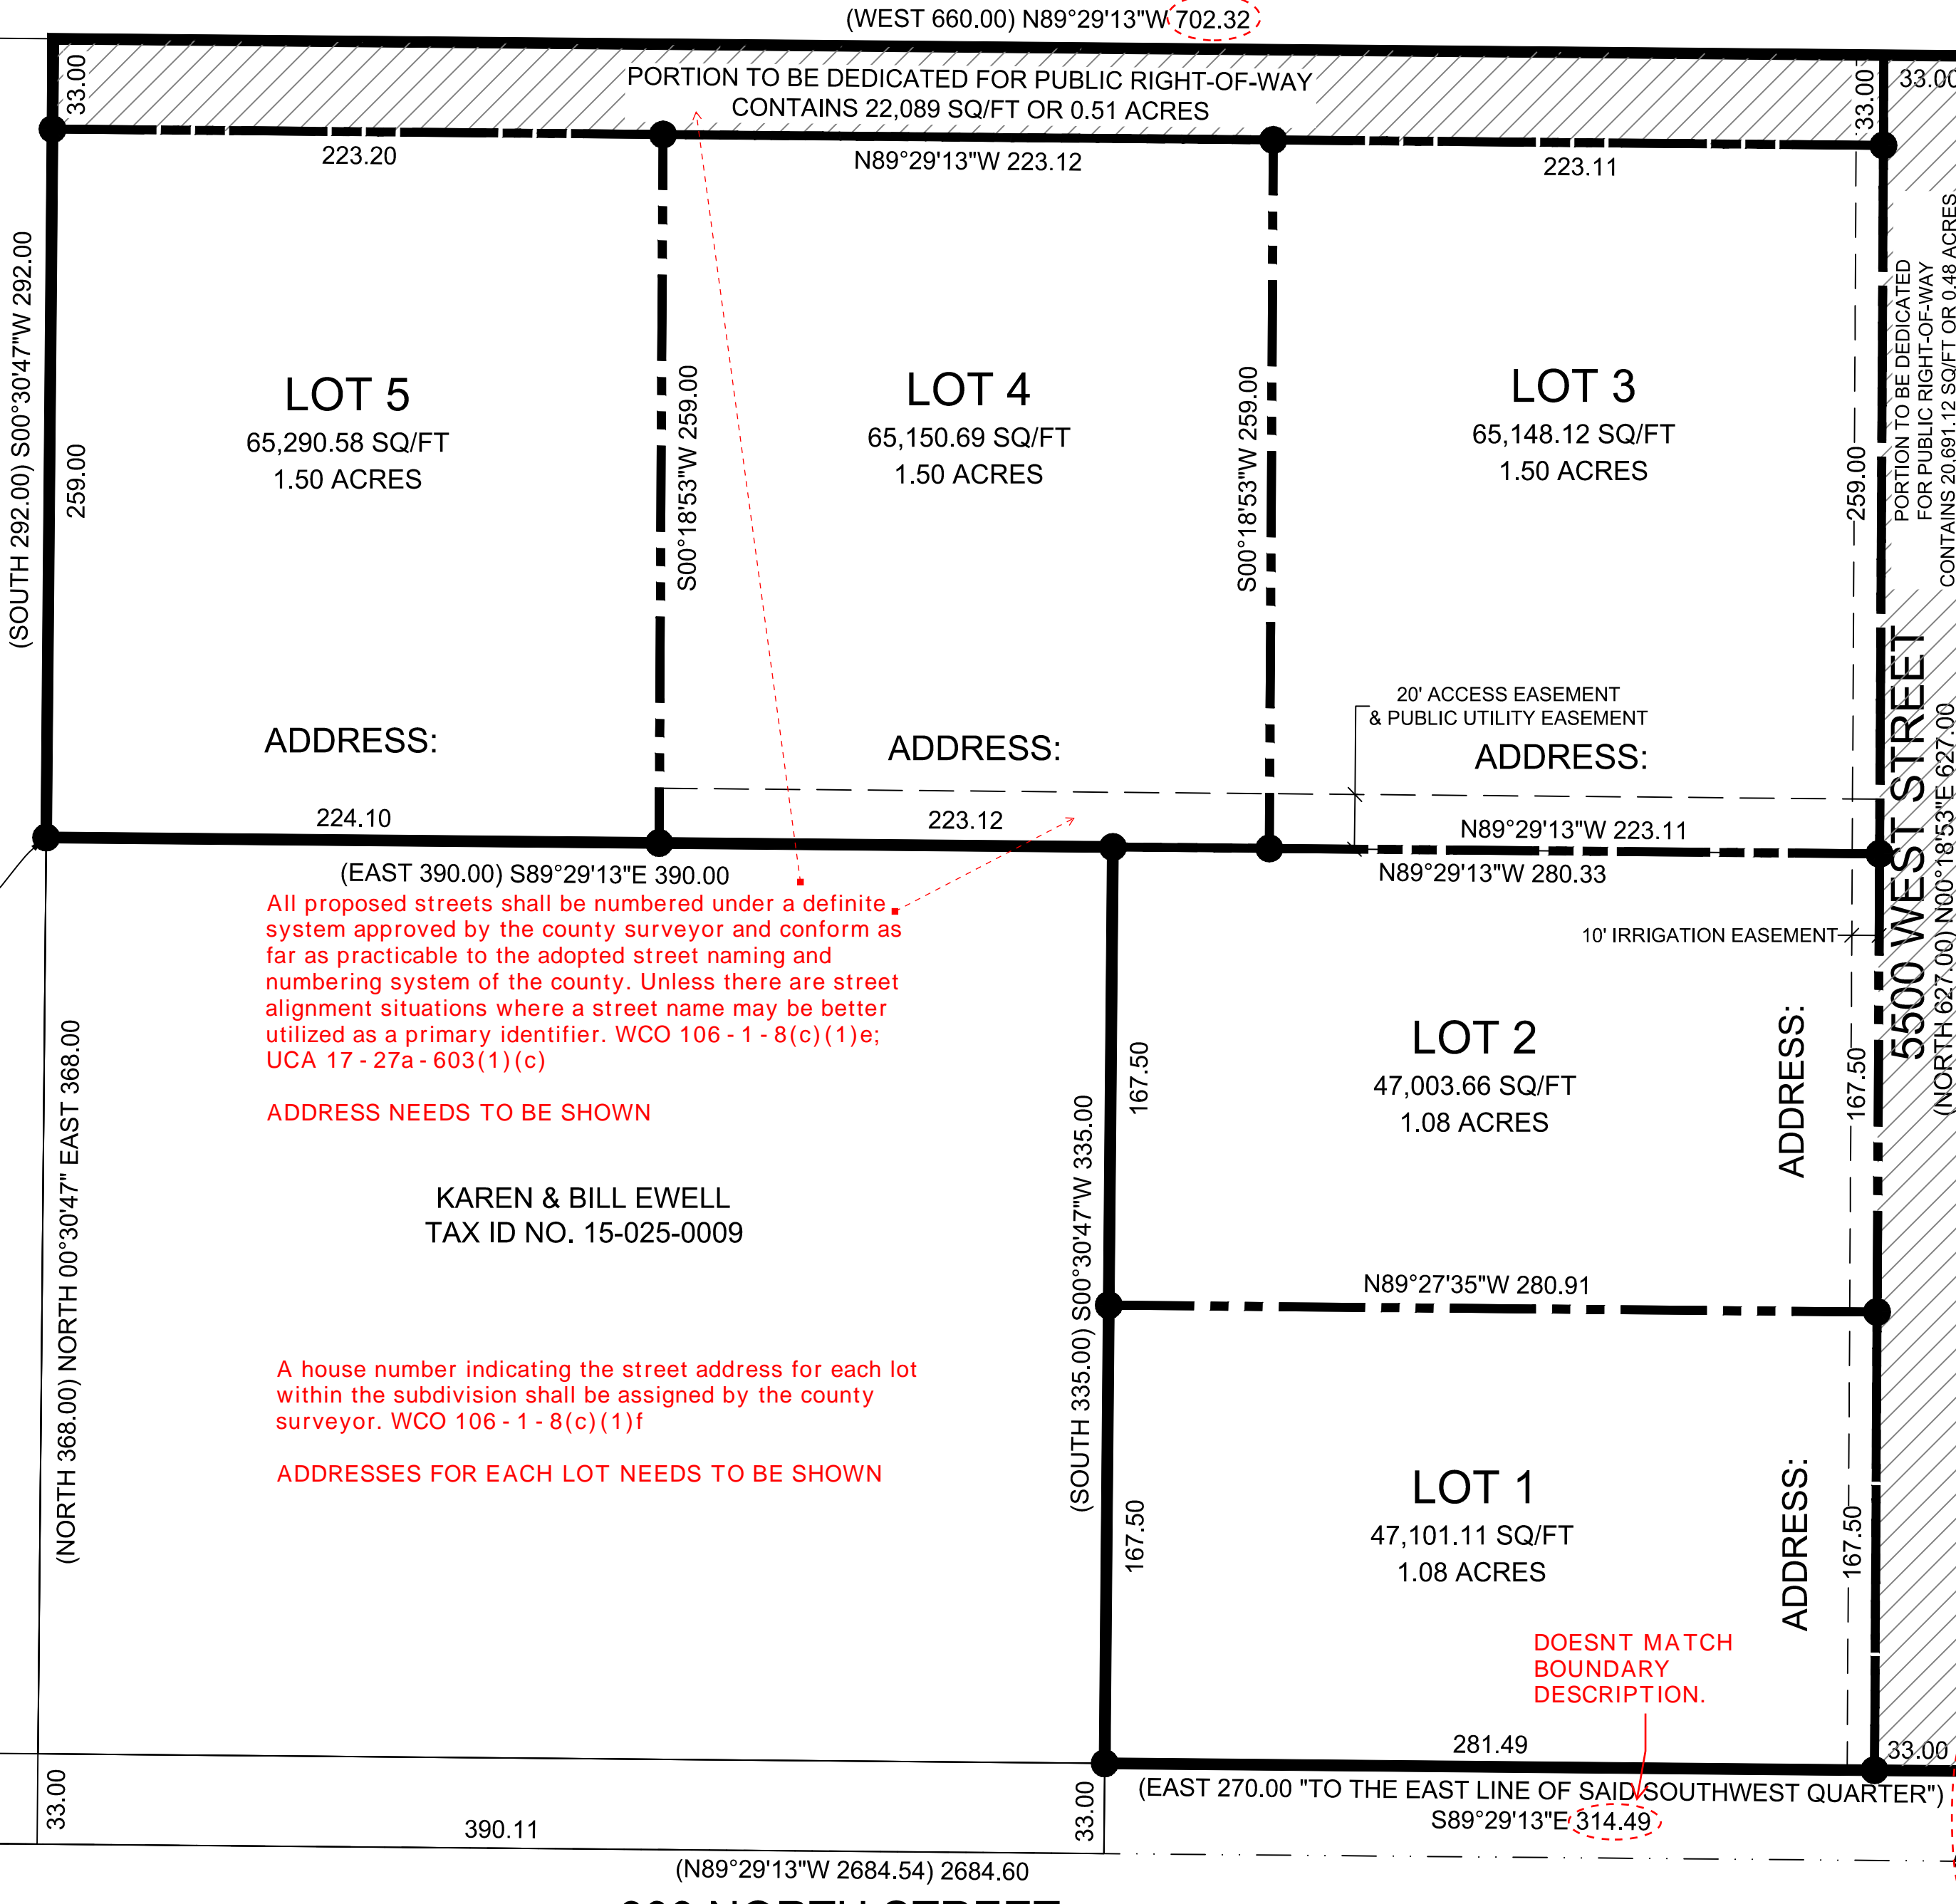 (WEST 660.00) N89°29'13"W 702.32
33.00
PORTION TO BE DEDICATED FOR PUBLIC RIGHT-OF-WAY
CONTAINS 22,089 SQ/FT OR 0.51 ACRES
33.00
33.00
223.20
N89°29'13"W 223.12
223.11
(SOUTH 292.00) S00°30'47"W 292.00
259.00
LOT 5
65,290.58 SQ/FT
1.50 ACRES
S00°18'53"W 259.00
LOT 4
65,150.69 SQ/FT
1.50 ACRES
S00°18'53"W 259.00
LOT 3
65,148.12 SQ/FT
1.50 ACRES
259.00
PORTION TO BE DEDICATED
FOR PUBLIC RIGHT-OF-WAY
CONTAINS 20,691.12 SQ/FT OR 0.48 ACRES
20' ACCESS EASEMENT
& PUBLIC UTILITY EASEMENT
ADDRESS:
ADDRESS:
ADDRESS:
5500 WEST STREET
(NORTH 627.00) N00°18'53"E 627.00
224.10
223.12
N89°29'13"W 223.11
(EAST 390.00) S89°29'13"E 390.00
N89°29'13"W 280.33
All proposed streets shall be numbered under a definite
system approved by the county surveyor and conform as
far as practicable to the adopted street naming and
numbering system of the county. Unless there are street
alignment situations where a street name may be better
utilized as a primary identifier. WCO 106 - 1 - 8(c)(1)e;
UCA 17 - 27a - 603(1)(c)
ADDRESS NEEDS TO BE SHOWN
10' IRRIGATION EASEMENT
(NORTH 368.00) NORTH 00°30'47" EAST 368.00
KAREN & BILL EWELL
TAX ID NO. 15-025-0009
(SOUTH 335.00) S00°30'47"W 335.00
167.50
LOT 2
47,003.66 SQ/FT
1.08 ACRES
ADDRESS:
167.50
N89°27'35"W 280.91
A house number indicating the street address for each lot
within the subdivision shall be assigned by the county
surveyor. WCO 106 - 1 - 8(c)(1)f
ADDRESSES FOR EACH LOT NEEDS TO BE SHOWN
167.50
LOT 1
47,101.11 SQ/FT
1.08 ACRES
ADDRESS:
167.50
DOESNT MATCH
BOUNDARY
DESCRIPTION.
281.49
33.00
(EAST 270.00 "TO THE EAST LINE OF SAID SOUTHWEST QUARTER")
S89°29'13"E 314.49
33.00
390.11
33.00
(N89°29'13"W 2684.54) 2684.60
NORTH STREET